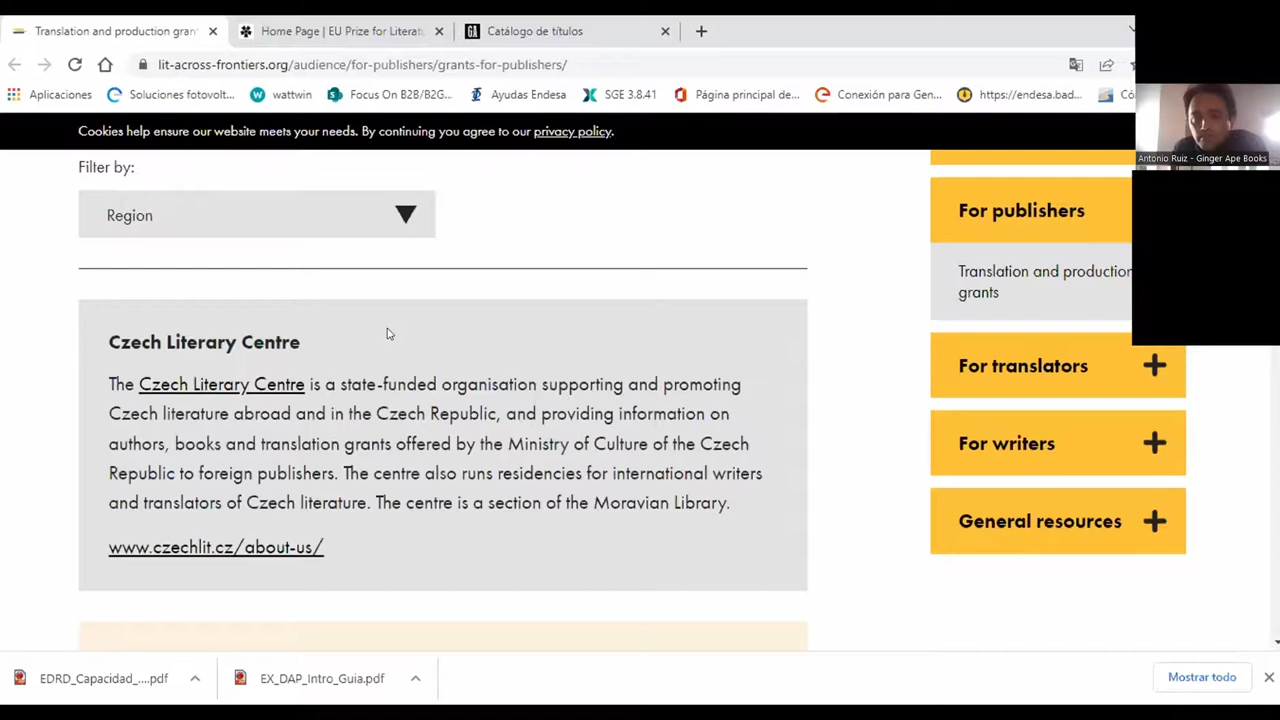 Translation and production gran
Home Page | EU Prize for Literatu
GA Catálogo de títulos
lit-across-frontiers.org/audience/for-publishers/grants-for-publishers/
Aplicaciones
Soluciones fotovolt...
wattwin
Focus On B2B/B2G...
Ayudas Endesa
SGE 3.8.41
Página principal de...
Conexión para Gen...
https://endesa.bad...
Có
Cookies help ensure our website meets your needs. By continuing you agree to our privacy policy.
Antonio Ruiz - Ginger Ape Books
Filter by:
Region
Czech Literary Centre
The Czech Literary Centre is a state-funded organisation supporting and promoting
Czech literature abroad and in the Czech Republic, and providing information on
authors, books and translation grants offered by the Ministry of Culture of the Czech
Republic to foreign publishers. The centre also runs residencies for international writers
and translators of Czech literature. The centre is a section of the Moravian Library.
www.czechlit.cz/about-us/
For publishers
Translation and production
grants
For translators
For writers
General resources
EDRD_Capacidad_....pdf
EX_DAP_Intro_Guia.pdf
Mostrar todo